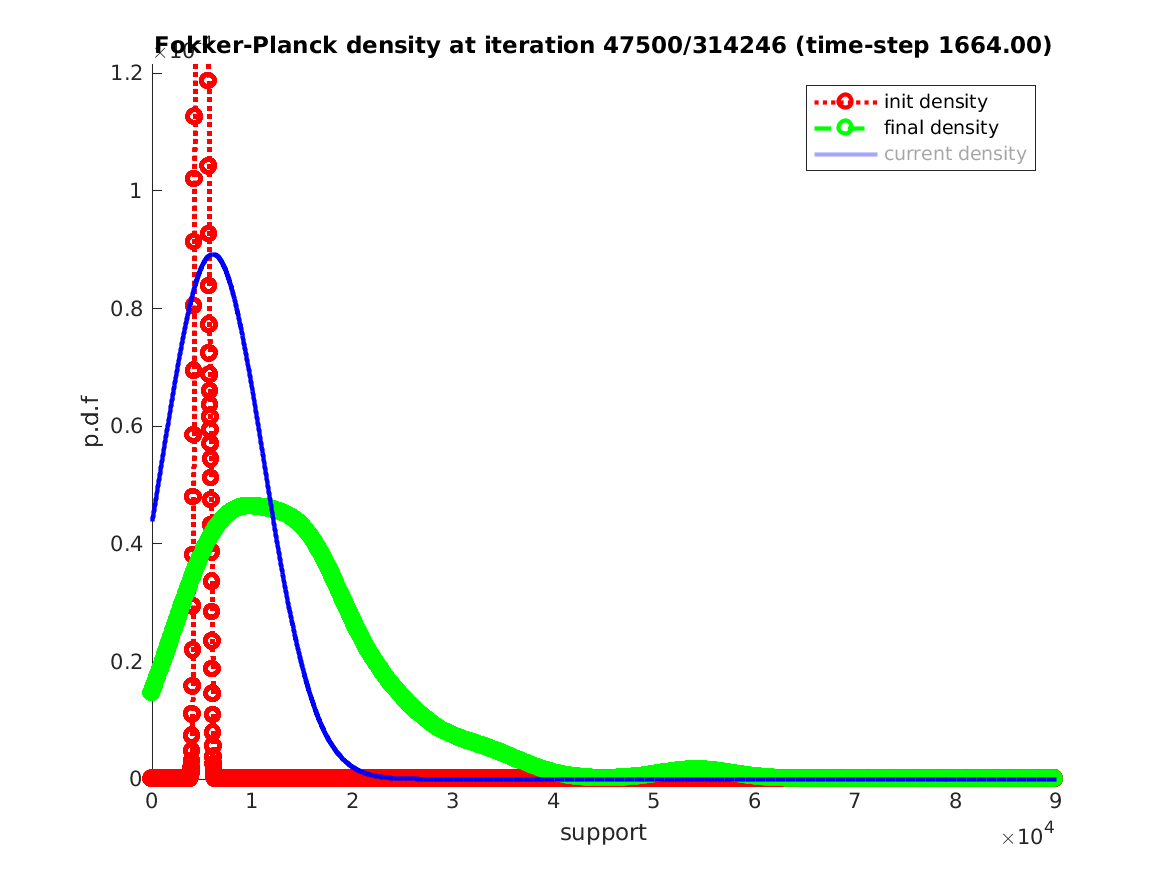 Fokker-Planck density at iteration 47500/314246 (time-step 1664.00)
×10
init density
final density
current density
1.2
1
0.8
0.6
0.4
0.2
0
p.d.f
0 1 2 3 4 5 6 7 8 9
support
×10^4